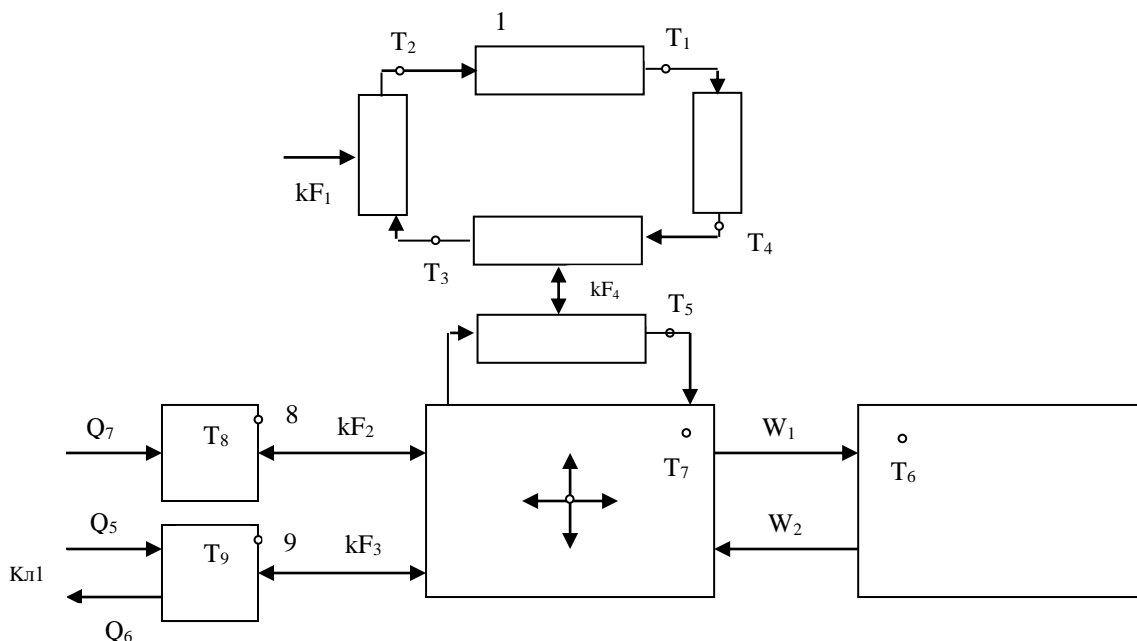 1
T₂
T₁
kF₁
T₄
T₃
kF₄
T₅
8
Q₇
T₈
kF₂
W₁
T₇
T₆
Q₅
T₉
9
kF₃
W₂
Кл1
Q₆